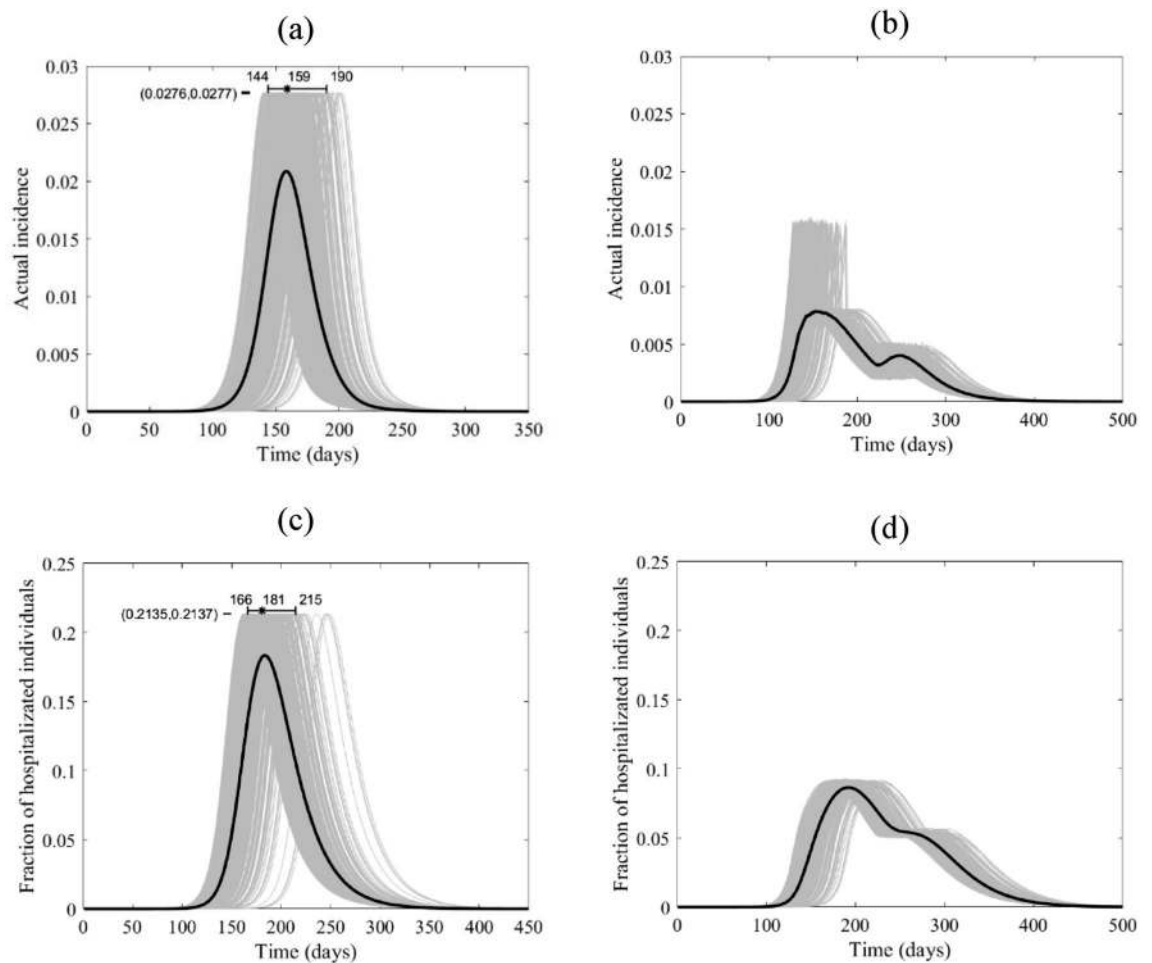 (a)
0.03
0.025
0.02
0.015
0.01
0.005
0
144 159 190
(0.0276,0.0277)
Actual incidence
0 50 100 150 200 250 300 350
Time (days)
(b)
0.03
0.025
0.02
0.015
0.01
0.005
0
Actual incidence
0 100 200 300 400 500
Time (days)
(c)
0.25
0.2
0.15
0.1
0.05
0
166 181 215
(0.2135,0.2137)
Fraction of hospitalizated individuals
0 50 100 150 200 250 300 350 400 450
Time (days)
(d)
0.25
0.2
0.15
0.1
0.05
0
Fraction of hospitalizated individuals
0 100 200 300 400 500
Time (days)